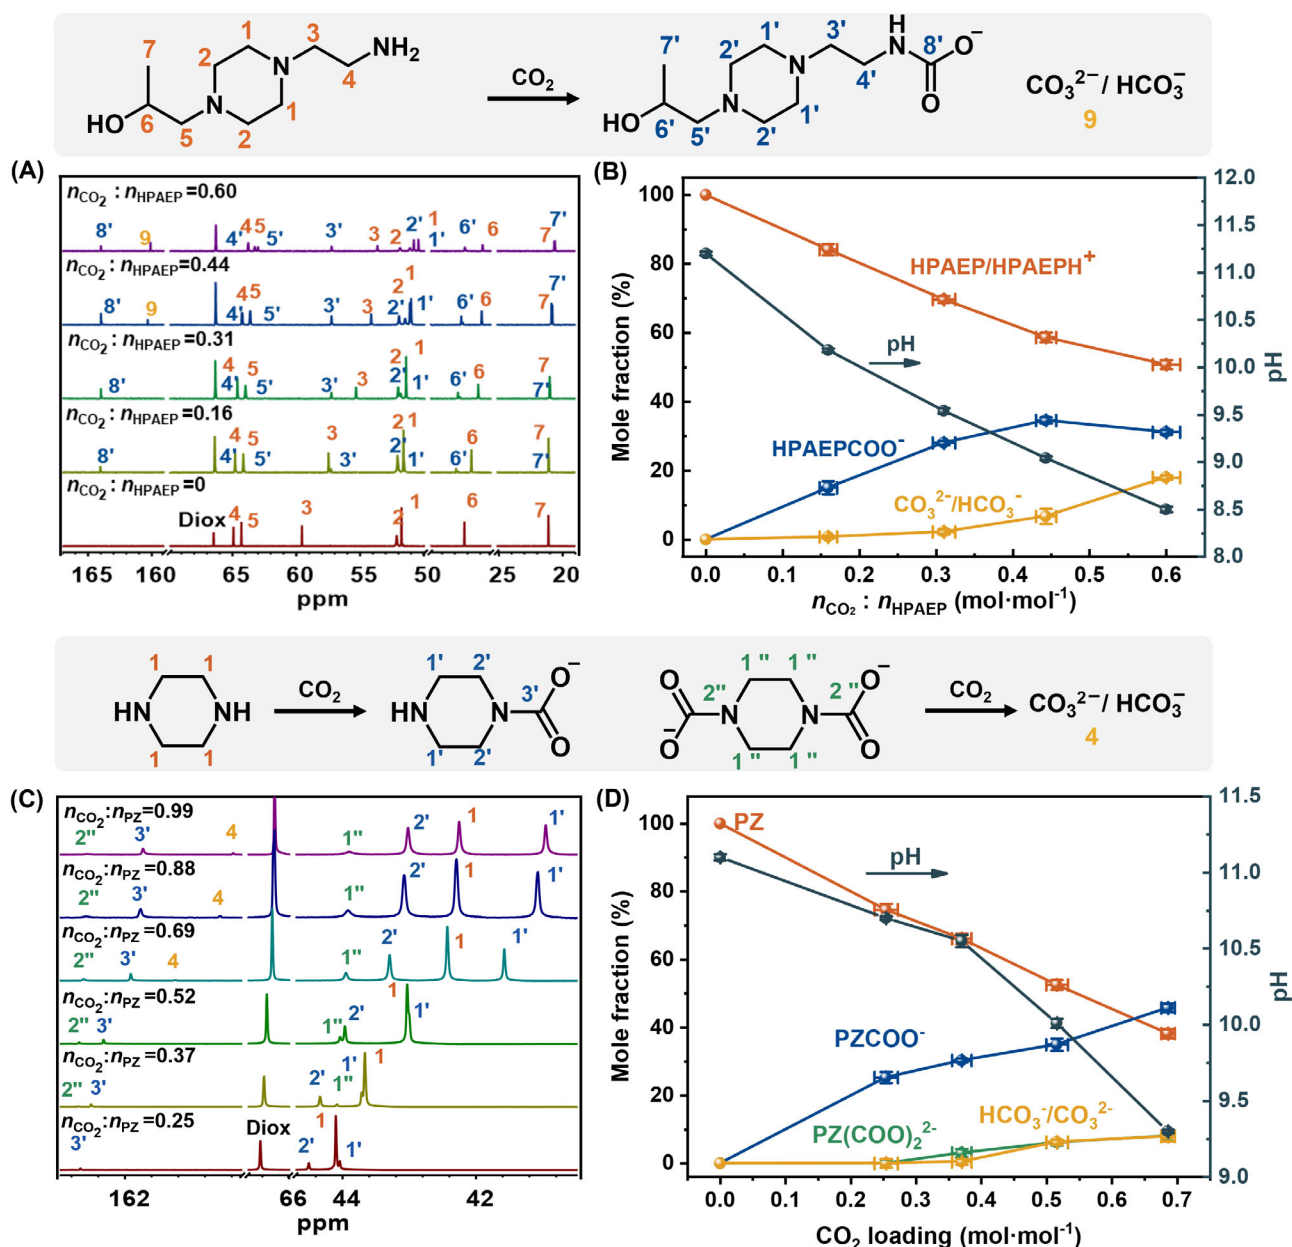 7 2 1 3 NH₂
N 4
N 1
HO 6 5 2
CO₂
7' 2' 1' 3' H N 8' O⁻
N 4' O
N 1'
HO 6' 5' 2'
CO₃²⁻/ HCO₃⁻
9
(A)
nCO₂ : nHPAEP=0.60
8' 9 4' 4 5 5' 3' 3 2 2' 1 1' 6' 6 7 7'
nCO₂ : nHPAEP=0.44
8' 9 4' 4 5 5' 3' 3 2 2' 1 1' 6' 6 7 7'
nCO₂ : nHPAEP=0.31
8' 4 4' 5 5' 3' 3 2 2' 1 1' 6' 6 7' 7
nCO₂ : nHPAEP=0.16
8' 4 4' 5 5' 3 3' 2 2' 1 1' 6' 6 7 7'
nCO₂ : nHPAEP=0
Diox 4 5 3 2 1 6 7
165 160 65 60 55 50 25 20
ppm
(B)
Mole fraction (%)
100
80
60
40
20
0
HPAEP/HPAEPH⁺
pH
HPAEPCOO⁻
CO₃²⁻/HCO₃⁻
12.0
11.5
11.0
10.5
10.0
9.5
9.0
8.5
8.0
pH
0.0 0.1 0.2 0.3 0.4 0.5 0.6
nCO₂ : nHPAEP (mol·mol⁻¹)
1 1
HN NH
1 1
CO₂
1' 2' O⁻
HN N 3'
1' 2' O
O 1'' 1'' O⁻
2'' N N 2''
⁻O 1'' 1'' O
CO₂
CO₃²⁻/ HCO₃⁻
4
(C)
nCO₂:nPZ=0.99
2'' 3' 4 1'' 2' 1 1'
nCO₂:nPZ=0.88
2'' 3' 4 1'' 2' 1 1'
nCO₂:nPZ=0.69
2'' 3' 4 1'' 2' 1 1'
nCO₂:nPZ=0.52
2'' 3' 1'' 2' 1 1'
nCO₂:nPZ=0.37
2'' 3' 2' 1'' 1' 1
nCO₂:nPZ=0.25
3' Diox 2' 1 1'
162 66 44 42
ppm
(D)
Mole fraction (%)
100
80
60
40
20
0
PZ
pH
PZCOO⁻
HCO₃⁻/CO₃²⁻
PZ(COO)₂²⁻
11.5
11.0
10.5
10.0
9.5
9.0
pH
0.0 0.1 0.2 0.3 0.4 0.5 0.6 0.7
CO₂ loading (mol·mol⁻¹)